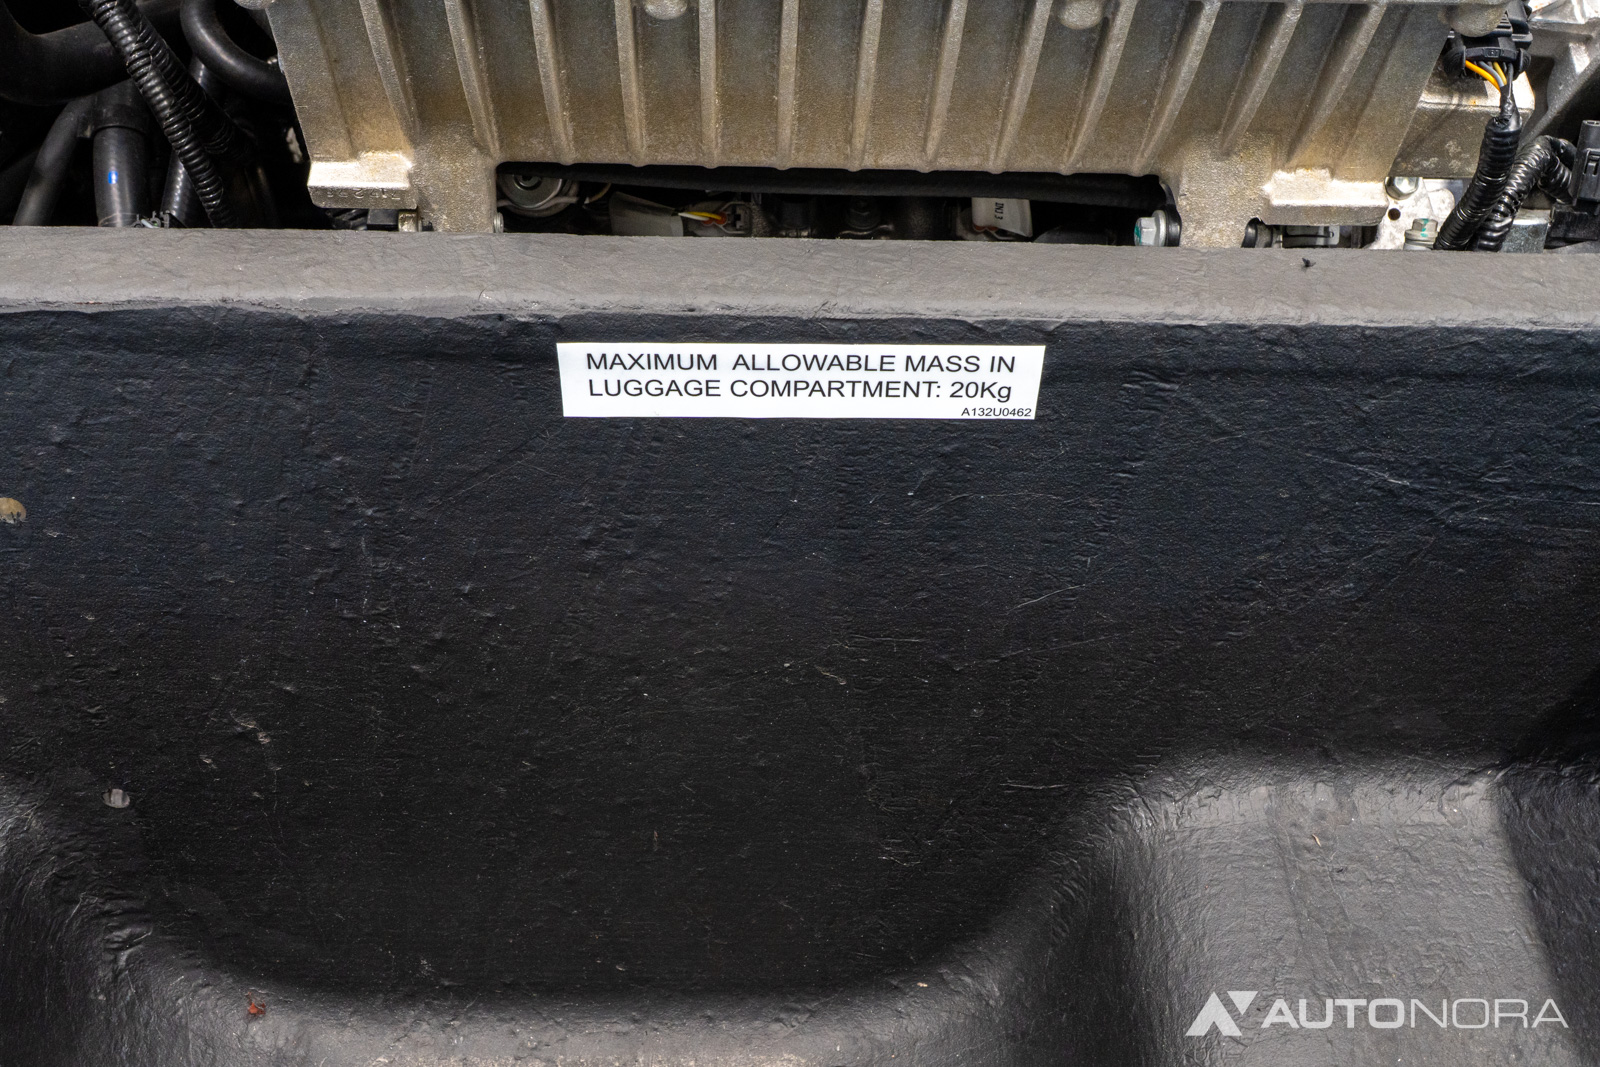 MAXIMUM ALLOWABLE MASS IN
LUGGAGE COMPARTMENT: 20Kg
A132U0462
AUTONORA